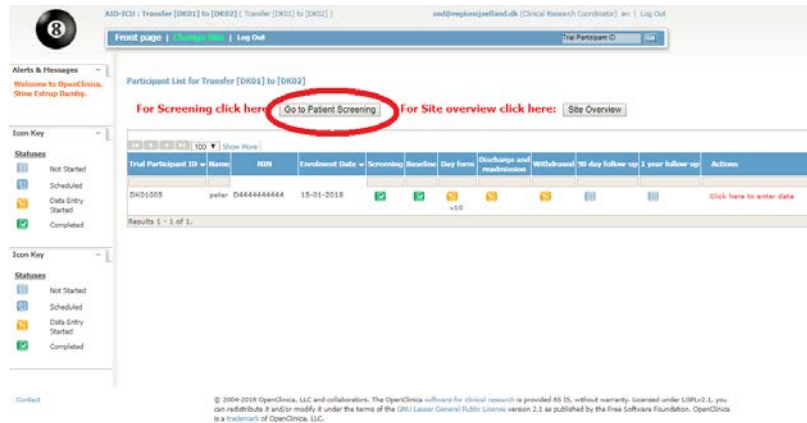 8
AID-ICU : Transfer [DK01] to [DK02] ( Transfer [DK01] to [DK02] )
(Clinical Research Coordinator) en | Log Out
Front page | Change Site | Log Out
Trial Participant ID
Go
Alerts & Messages
Welcome to OpenClinica,
Stine Estrup Damby.
Participant List for Transfer [DK01] to [DK02]
For Screening click here
Go to Patient Screening
For Site overview click here:
Site Overview
Icon Key
Statuses
Not Started
Scheduled
Data Entry
Started
Completed
100 Show More
Trial Participant ID Name NIN Enrolment Date Screening Baseline Day form Discharge and
readmission Withdrawal 90 day follow-up 1 year follow-up Actions
DK01005 peter D4444444444 15-01-2018 Click here to enter data
x10
Results 1 - 1 of 1.
Icon Key
Statuses
Not Started
Scheduled
Data Entry
Started
Completed
Contact
© 2004-2018 OpenClinica, LLC and collaborators. The OpenClinica software for clinical research is provided AS IS, without warranty. Licensed under LGPLv2.1, you
can redistribute it and/or modify it under the terms of the GNU Lesser General Public License version 2.1 as published by the Free Software Foundation. OpenClinica
is a trademark of OpenClinica, LLC.